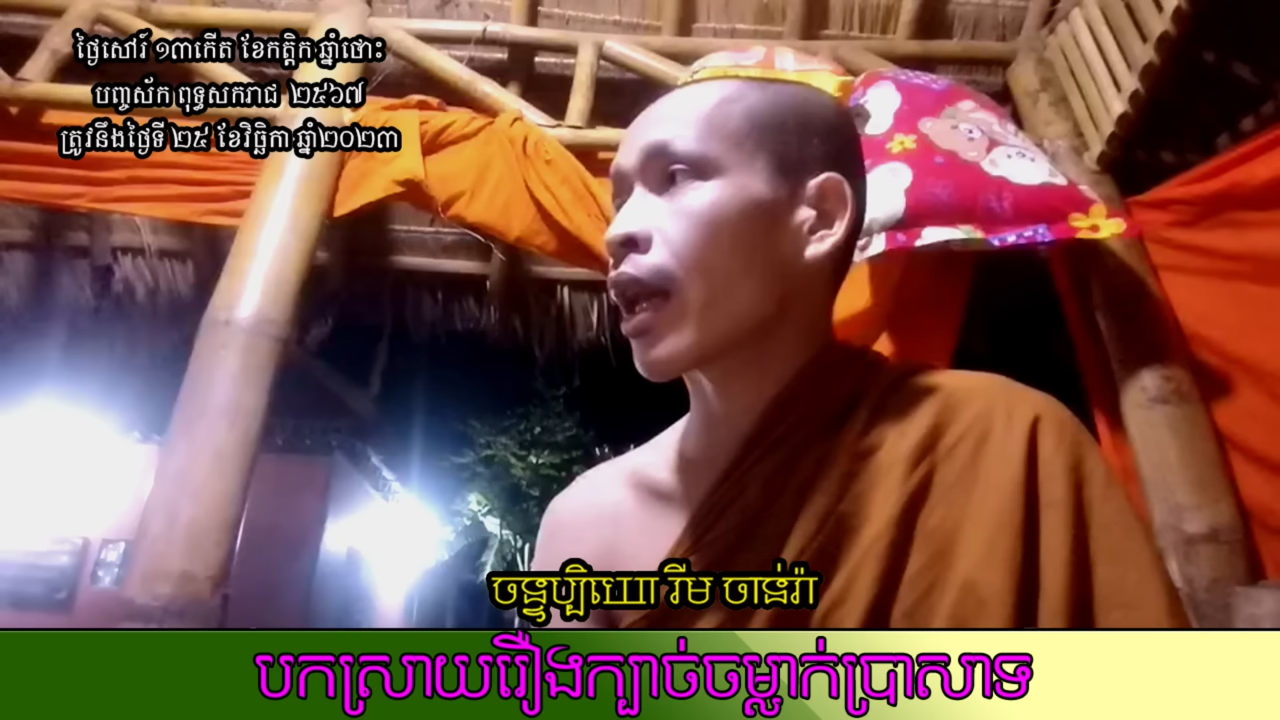 ថ្ងៃសៅរ៍ ១៣កើត ខែកត្តិក ឆ្នាំថោះ
បញ្ចស័ក ពុទ្ធសករាជ ២៥៦៧
ត្រូវនឹងថ្ងៃទី ២៥ ខែវិច្ឆិកា ឆ្នាំ២០២៣
ចន្ទប្បិយោ រីម ចាន់រ៉ា
បកស្រាយរឿងក្បាច់ចម្លាក់ប្រាសាទ